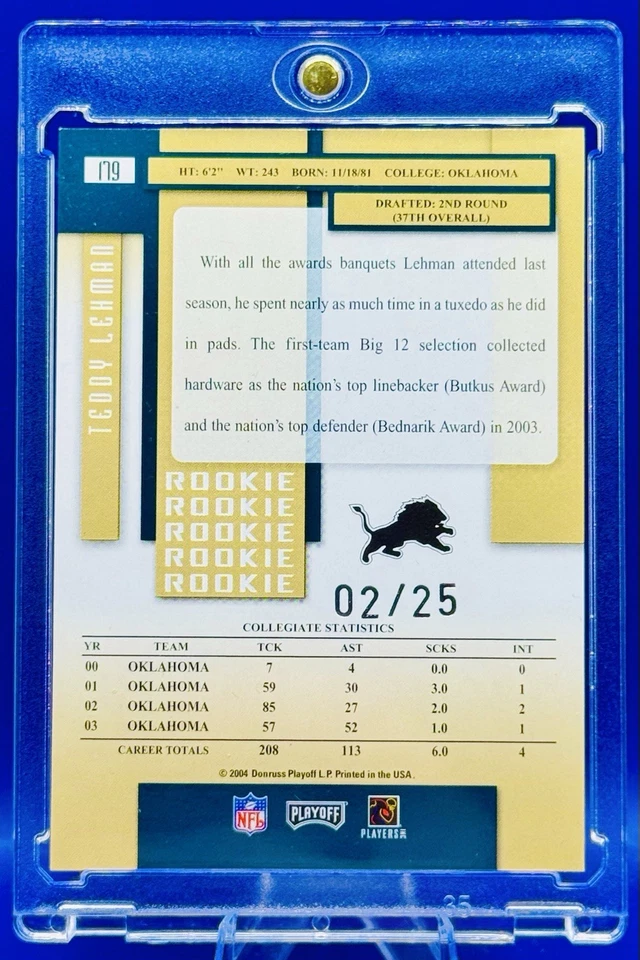 179
HT: 6'2" WT: 243 BORN: 11/18/81 COLLEGE: OKLAHOMA
DRAFTED: 2ND ROUND
(37TH OVERALL)
TEDDY LEHMAN
With all the awards banquets Lehman attended last
season, he spent nearly as much time in a tuxedo as he did
in pads. The first-team Big 12 selection collected
hardware as the nation's top linebacker (Butkus Award)
and the nation's top defender (Bednarik Award) in 2003.
ROOKIE
ROOKIE
ROOKIE
ROOKIE
ROOKIE
02/25
COLLEGIATE STATISTICS
YR TEAM TCK AST SCKS INT
00 OKLAHOMA 7 4 0.0 0
01 OKLAHOMA 59 30 3.0 1
02 OKLAHOMA 85 27 2.0 2
03 OKLAHOMA 57 52 1.0 1
CAREER TOTALS 208 113 6.0 4
© 2004 Donruss Playoff L.P. Printed in the USA.
NFL PLAYOFF PLAYERS INC
35